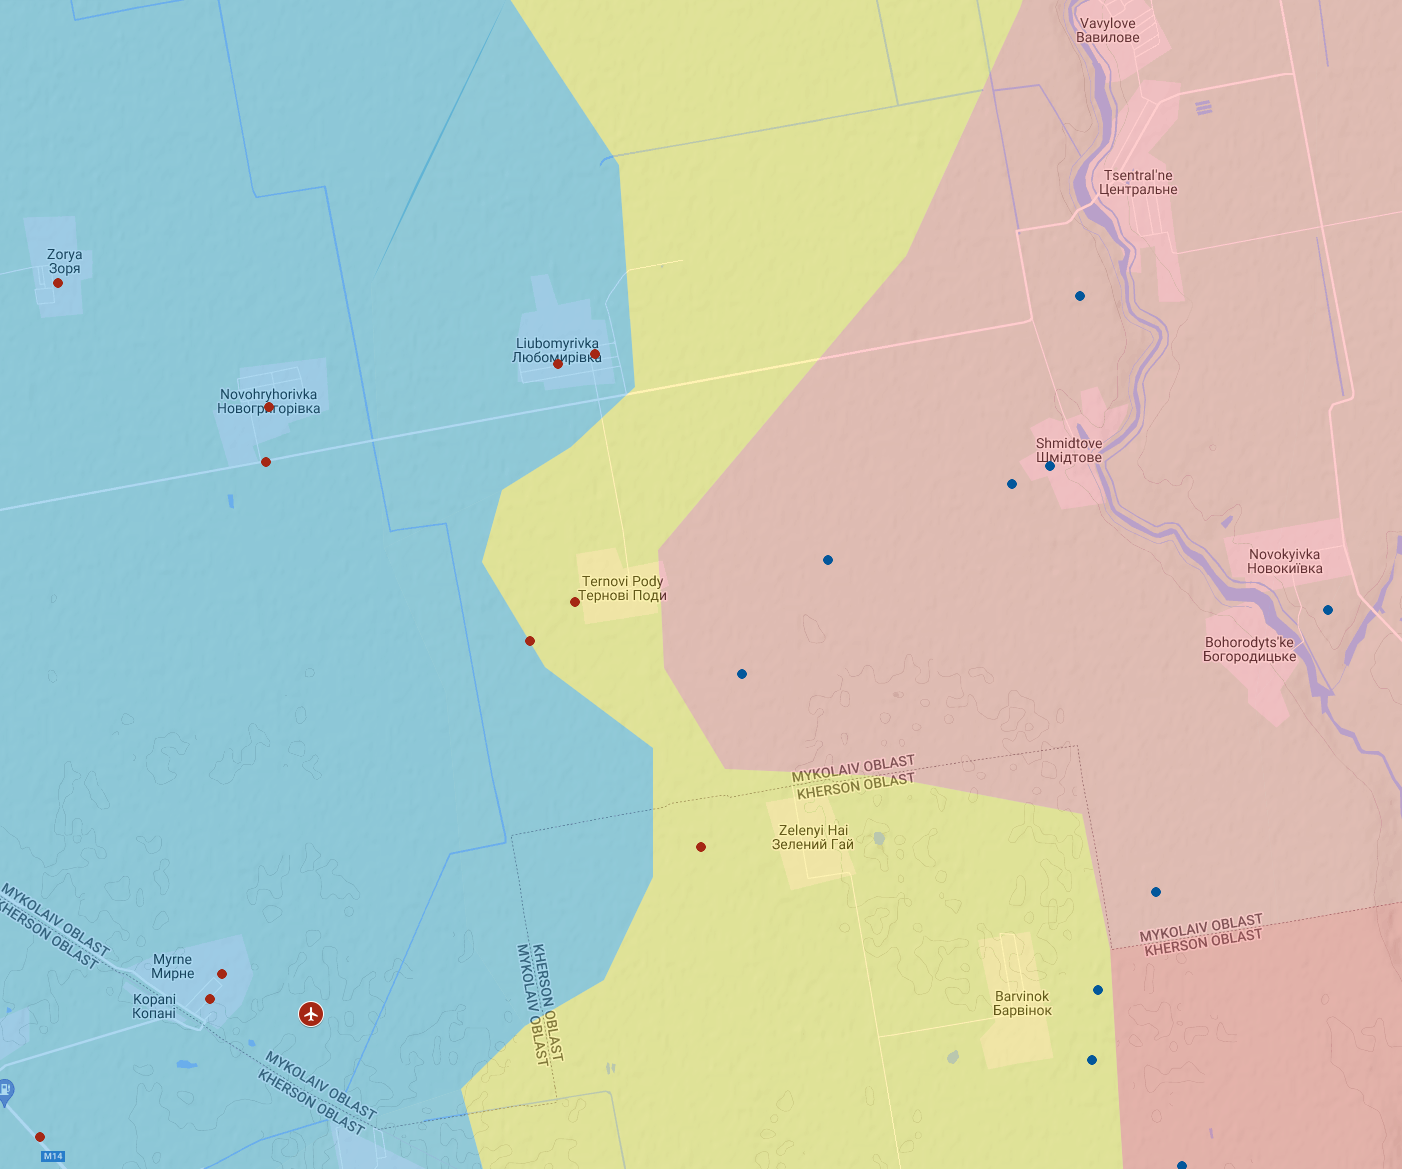 Vavylove
Вавилове
Tsentral'ne
Центральне
Zorya
Зоря
Liubomyrivka
Любомирівка
Novohryhorivka
Новогригорівка
Shmidtove
Шмідтове
Novokyivka
Новокиївка
Ternovi Pody
Тернові Поди
Bohorodyts'ke
Богородицьке
MYKOLAIV OBLAST
KHERSON OBLAST
Zelenyi Hai
Зелений Гай
MYKOLAIV OBLAST
KHERSON OBLAST
MYKOLAIV OBLAST
KHERSON OBLAST
KHERSON OBLAST
MYKOLAIV OBLAST
Myrne
Мирне
Kopani
Копані
Barvinok
Барвінок
MYKOLAIV OBLAST
KHERSON OBLAST
M14